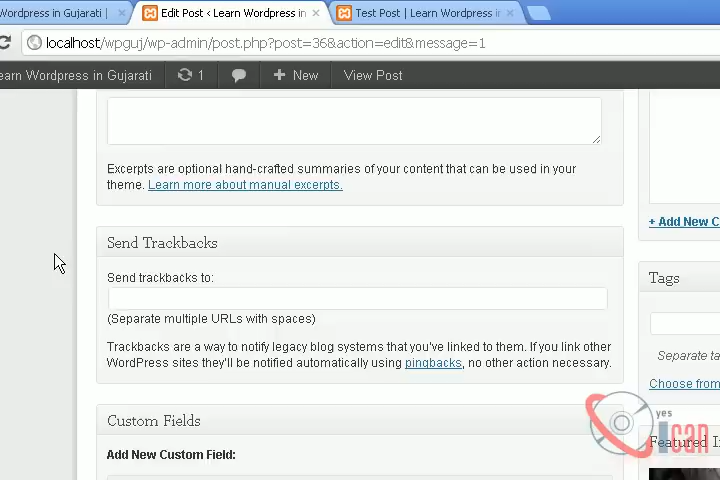 Wordpress in Gujarati |
Edit Post ‹ Learn Wordpress in
Test Post | Learn Wordpress in
localhost/wpguj/wp-admin/post.php?post=36&action=edit&message=1
earn Wordpress in Gujarati
1
New
View Post
Excerpts are optional hand-crafted summaries of your content that can be used in your
theme. Learn more about manual excerpts.
+ Add New C
Send Trackbacks
Send trackbacks to:
(Separate multiple URLs with spaces)
Trackbacks are a way to notify legacy blog systems that you've linked to them. If you link other
WordPress sites they'll be notified automatically using pingbacks, no other action necessary.
Tags
Separate ta
Choose from
Custom Fields
Add New Custom Field:
Featured I
yes
Ican